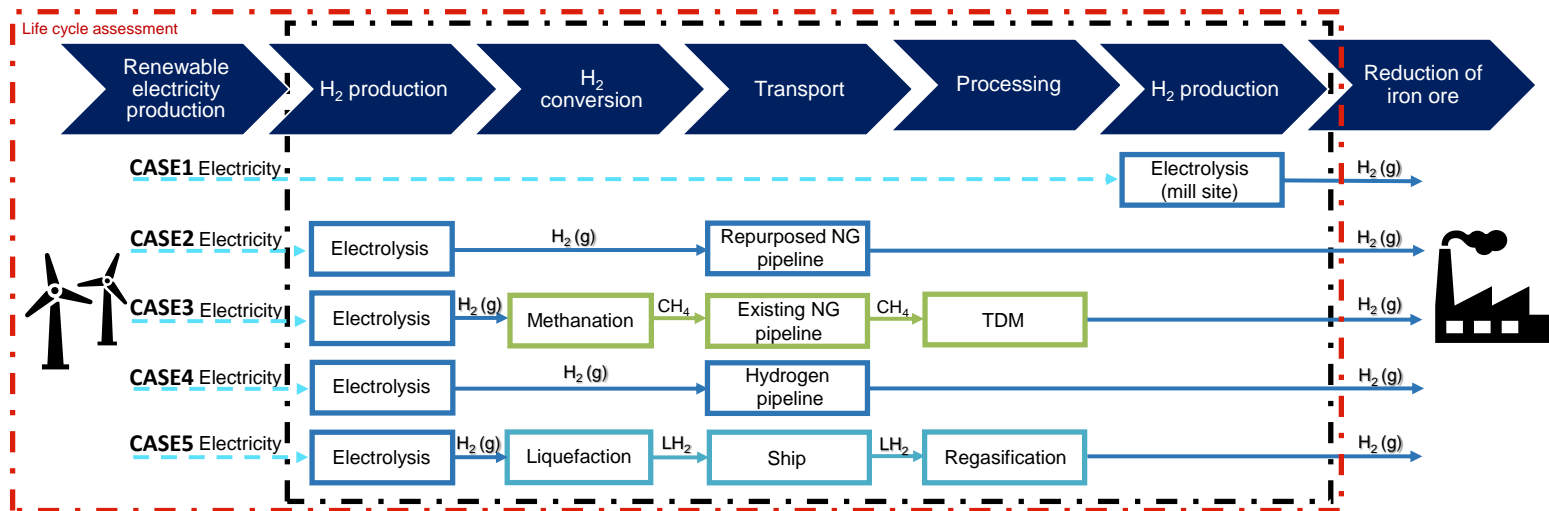 Life cycle assessment
Renewable
electricity
production
H₂ production
H₂
conversion
Transport
Processing
H₂ production
Reduction of
iron ore
CASE1 Electricity
Electrolysis
(mill site)
H₂ (g)
CASE2 Electricity
Electrolysis
H₂ (g)
Repurposed NG
pipeline
H₂ (g)
CASE3 Electricity
Electrolysis
H₂ (g)
Methanation
CH₄
Existing NG
pipeline
CH₄
TDM
H₂ (g)
CASE4 Electricity
Electrolysis
H₂ (g)
Hydrogen
pipeline
H₂ (g)
CASE5 Electricity
Electrolysis
H₂ (g)
Liquefaction
LH₂
Ship
LH₂
Regasification
H₂ (g)